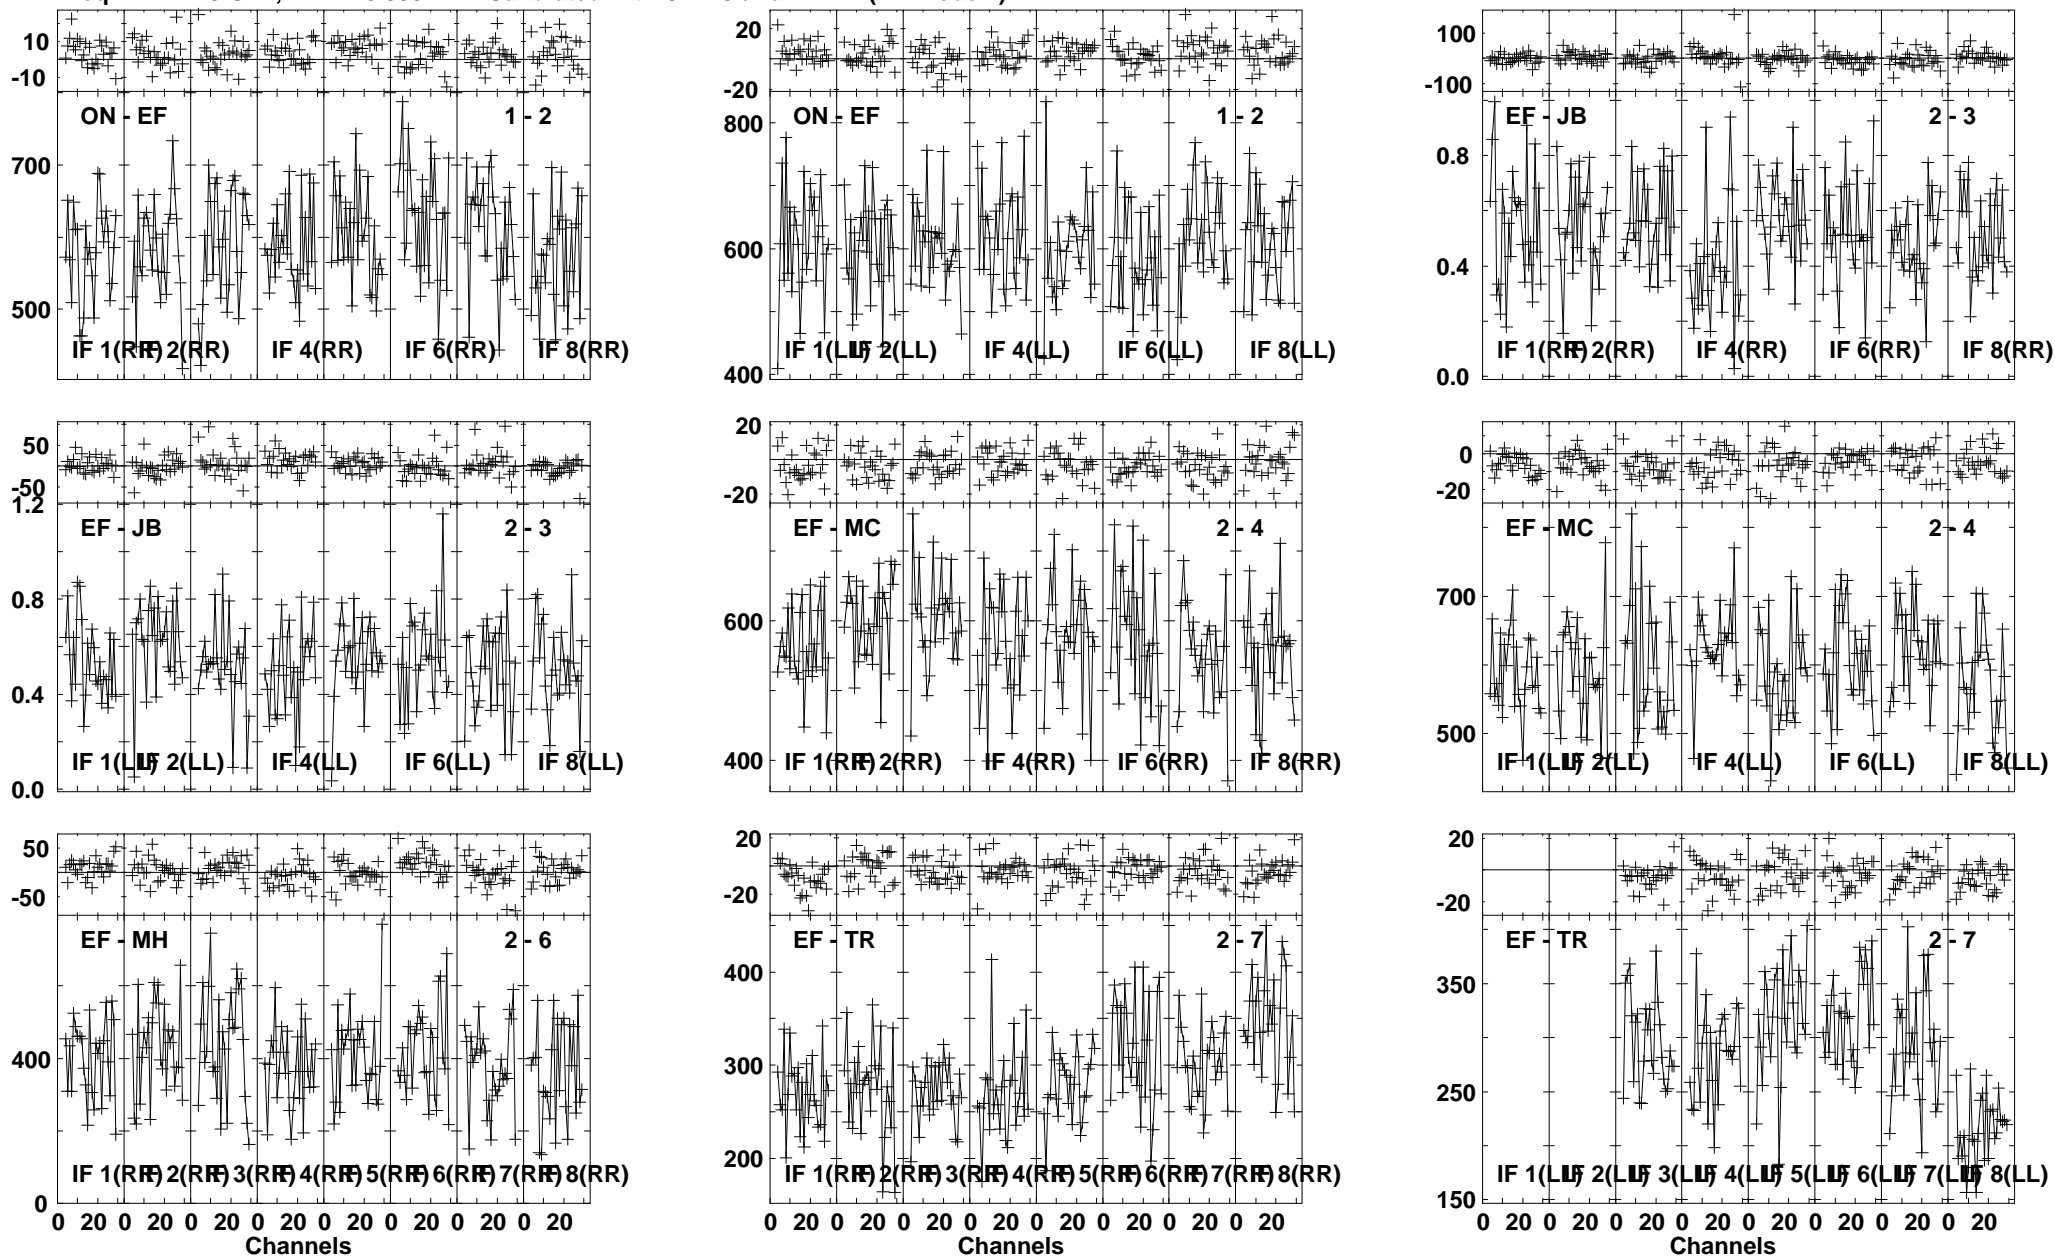 10
-10
ON - EF 1 - 2
700
500
IF 1(RR) IF 2(RR) IF 4(RR) IF 6(RR) IF 8(RR)
20
-20
ON - EF 1 - 2
800
600
400
IF 1(LL) IF 2(LL) IF 4(LL) IF 6(LL) IF 8(LL)
100
-100
EF - JB 2 - 3
0.8
0.4
0.0
IF 1(RR) IF 2(RR) IF 4(RR) IF 6(RR) IF 8(RR)
50
-50
1.2
EF - JB 2 - 3
0.8
0.4
0.0
IF 1(LL) IF 2(LL) IF 4(LL) IF 6(LL) IF 8(LL)
20
0
-20
EF - MC 2 - 4
600
400
IF 1(RR) IF 2(RR) IF 4(RR) IF 6(RR) IF 8(RR)
0
-20
EF - MC 2 - 4
700
500
IF 1(LL) IF 2(LL) IF 4(LL) IF 6(LL) IF 8(LL)
50
-50
EF - MH 2 - 6
400
0
IF 1(RR) IF 2(RR) IF 3(RR) IF 4(RR) IF 5(RR) IF 6(RR) IF 7(RR) IF 8(RR)
0 20 0 20 0 20 0 20 0 20 0 20 0 20 0 20
Channels
20
-20
EF - TR 2 - 7
400
300
200
IF 1(RR) IF 2(RR) IF 3(RR) IF 4(RR) IF 5(RR) IF 6(RR) IF 7(RR) IF 8(RR)
0 20 0 20 0 20 0 20 0 20 0 20 0 20 0 20
Channels
20
0
-20
EF - TR 2 - 7
350
250
150
IF 1(LL) IF 2(LL) IF 3(LL) IF 4(LL) IF 5(LL) IF 6(LL) IF 7(LL) IF 8(LL)
0 20 0 20 0 20 0 20 0 20 0 20 0 20 0 20
Channels